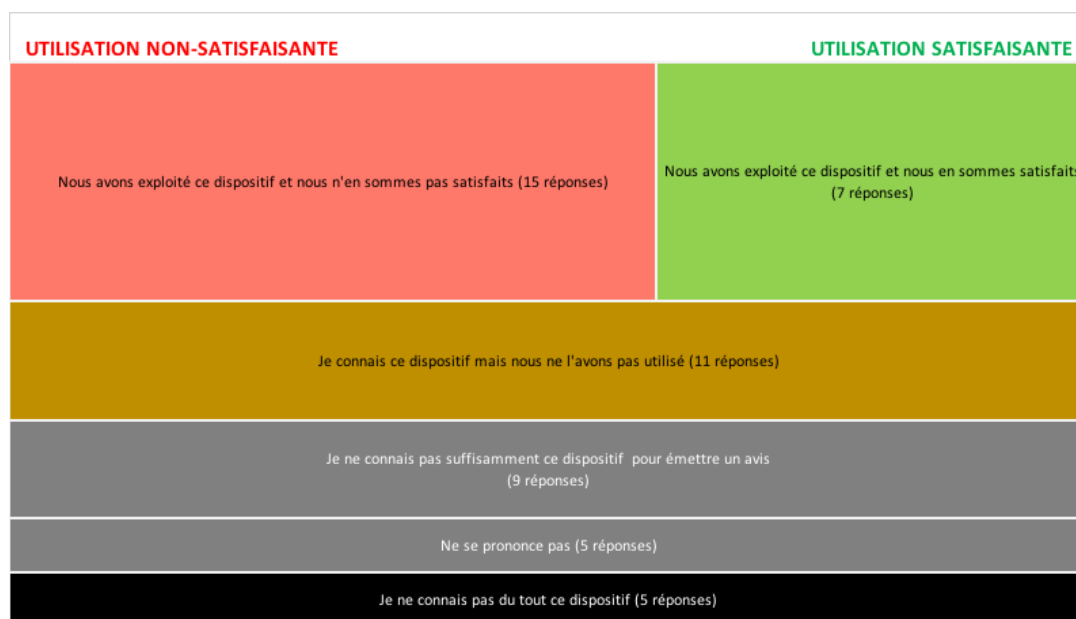 UTILISATION NON-SATISFAISANTE
UTILISATION SATISFAISANTE
Nous avons exploité ce dispositif et nous n'en sommes pas satisfaits (15 réponses)
Nous avons exploité ce dispositif et nous en sommes satisfaits
(7 réponses)
Je connais ce dispositif mais nous ne l'avons pas utilisé (11 réponses)
Je ne connais pas suffisamment ce dispositif  pour émettre un avis
(9 réponses)
Ne se prononce pas (5 réponses)
Je ne connais pas du tout ce dispositif (5 réponses)